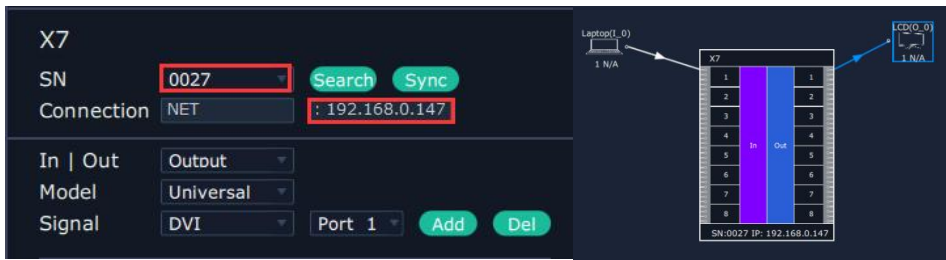 X7
SN 0027 Search Sync
Connection NET : 192.168.0.147
In | Out Output
Model Universal
Signal DVI Port 1 Add Del
Laptop(I_0)
1 N/A
LCD(O_0)
1 N/A
X7
1 1
2 2
3 3
4 4
In Out
5 5
6 6
7 7
8 8
SN:0027 IP: 192.168.0.147